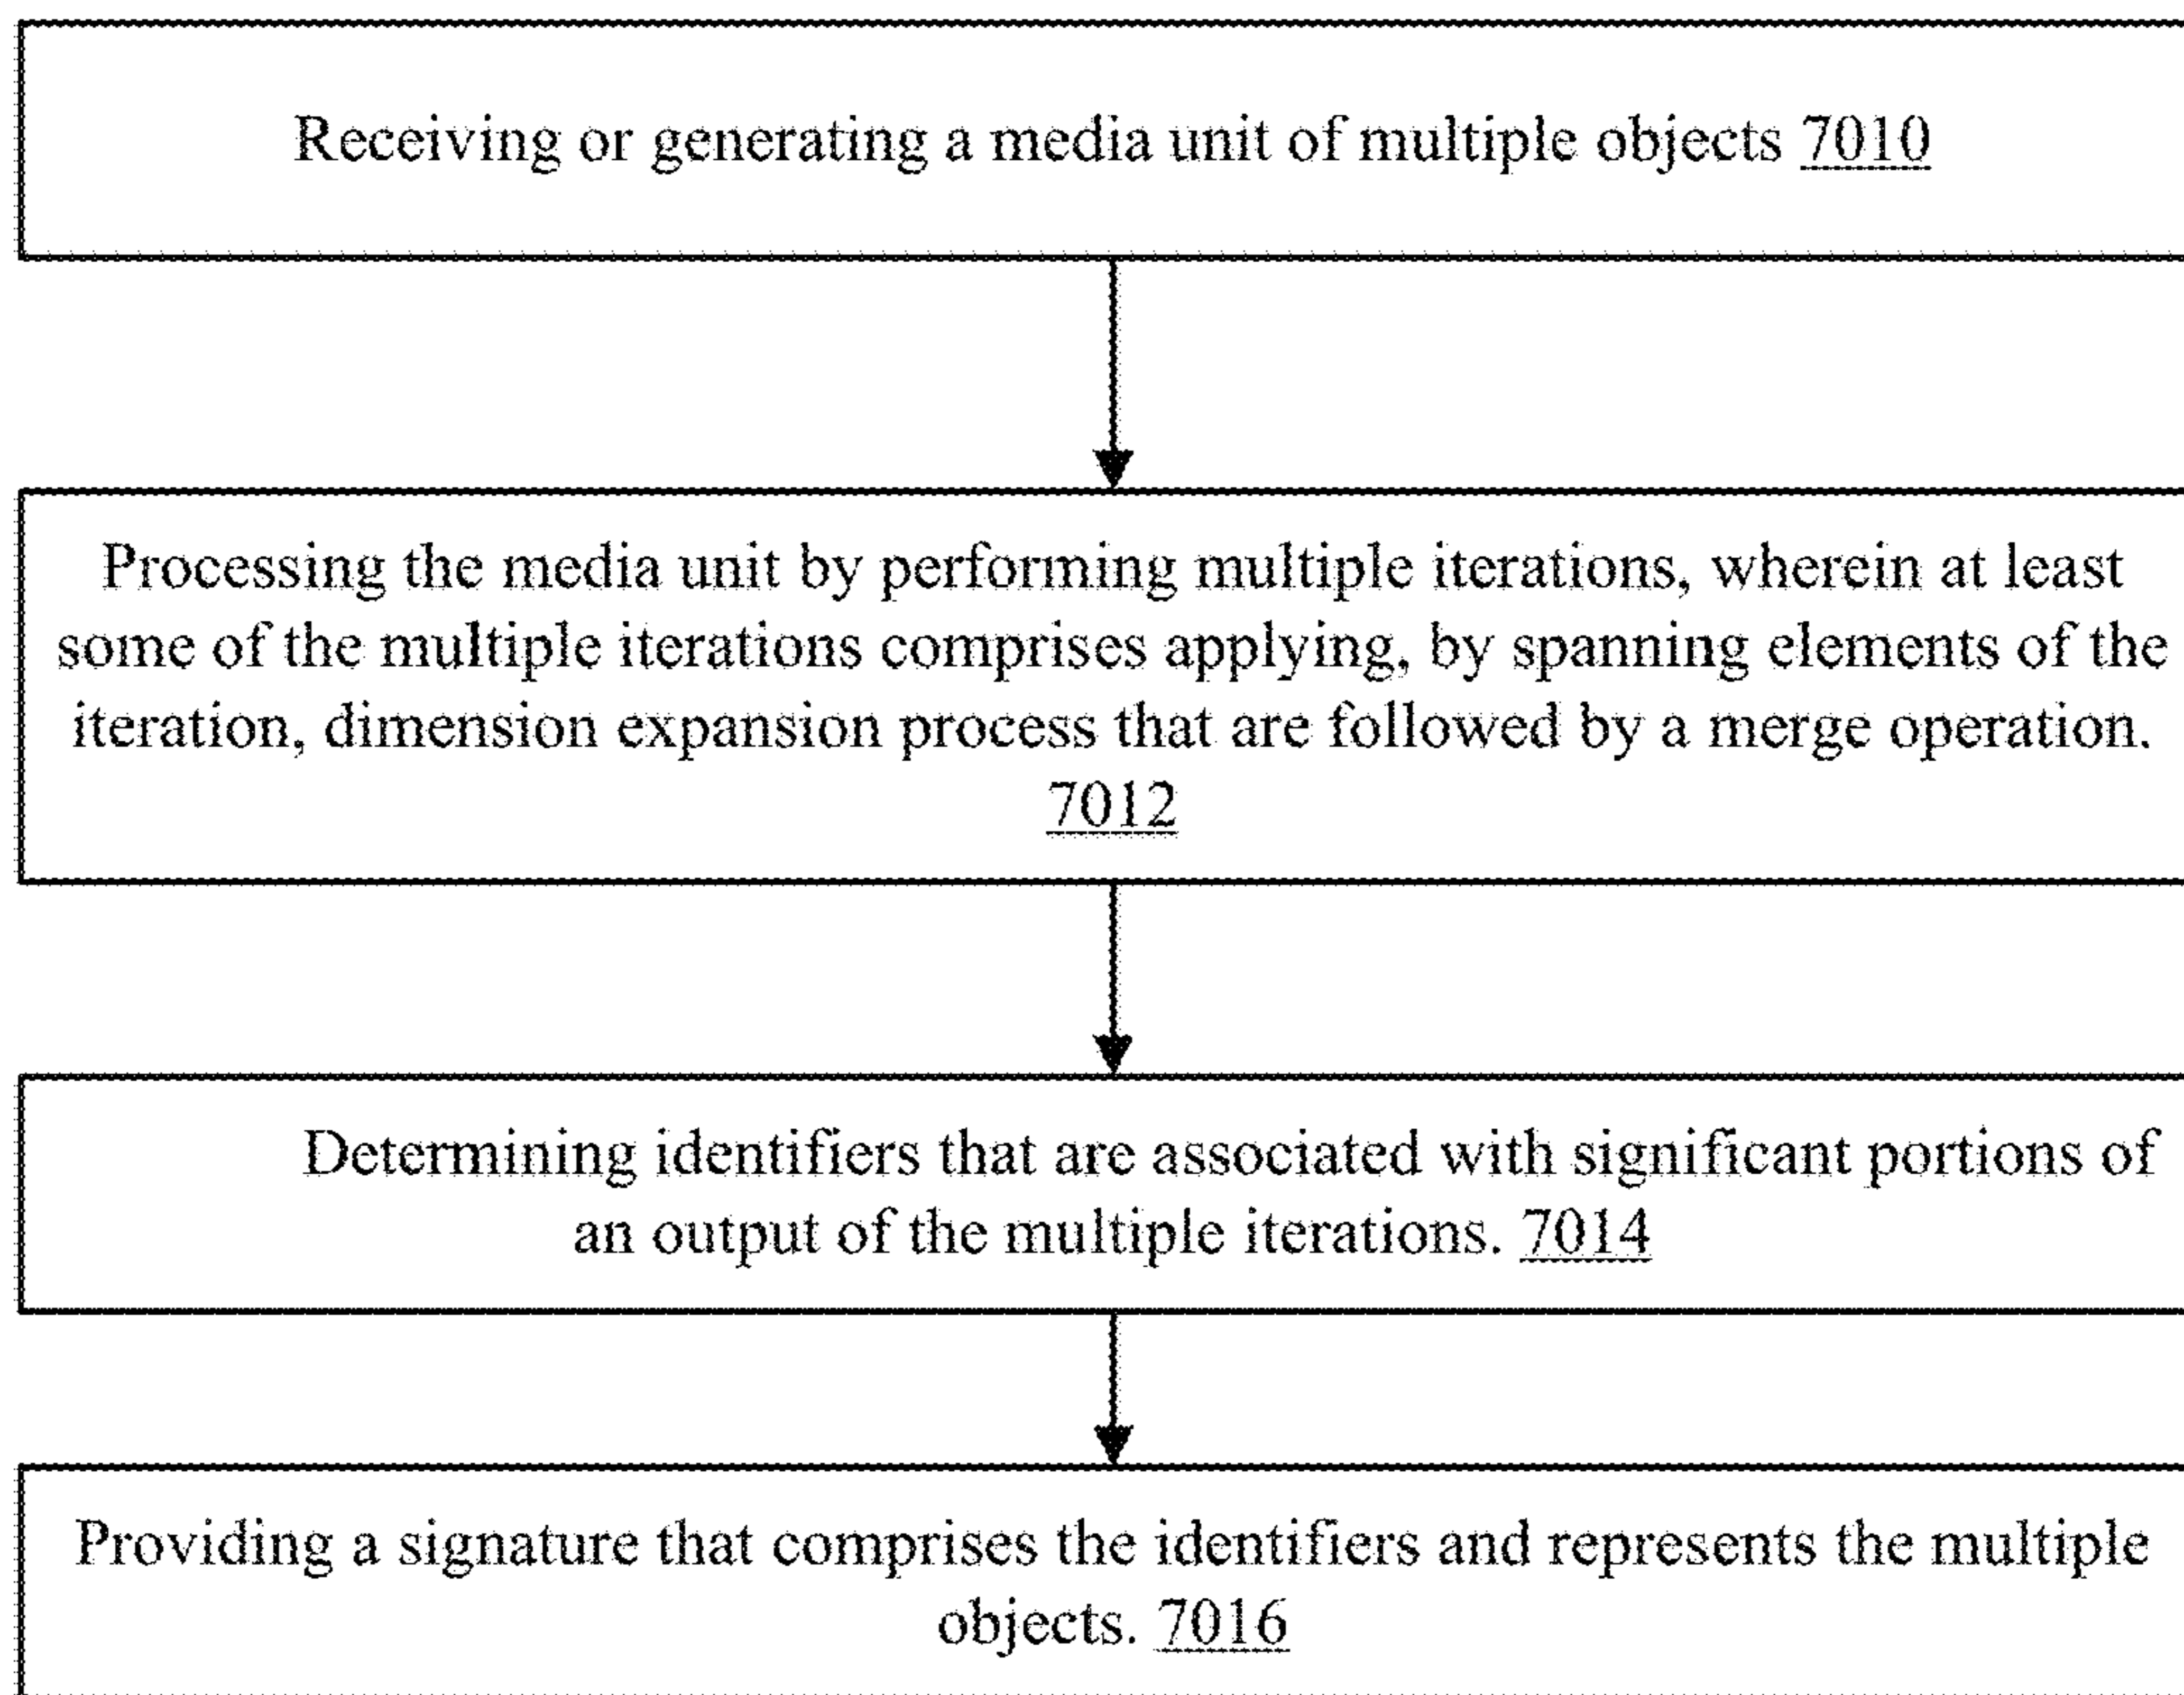 Receiving or generating a media unit of multiple objects 7010
Processing the media unit by performing multiple iterations, wherein at least
some of the multiple iterations comprises applying, by spanning elements of the
iteration, dimension expansion process that are followed by a merge operation.
7012
Determining identifiers that are associated with significant portions of
an output of the multiple iterations. 7014
Providing a signature that comprises the identifiers and represents the multiple
objects. 7016